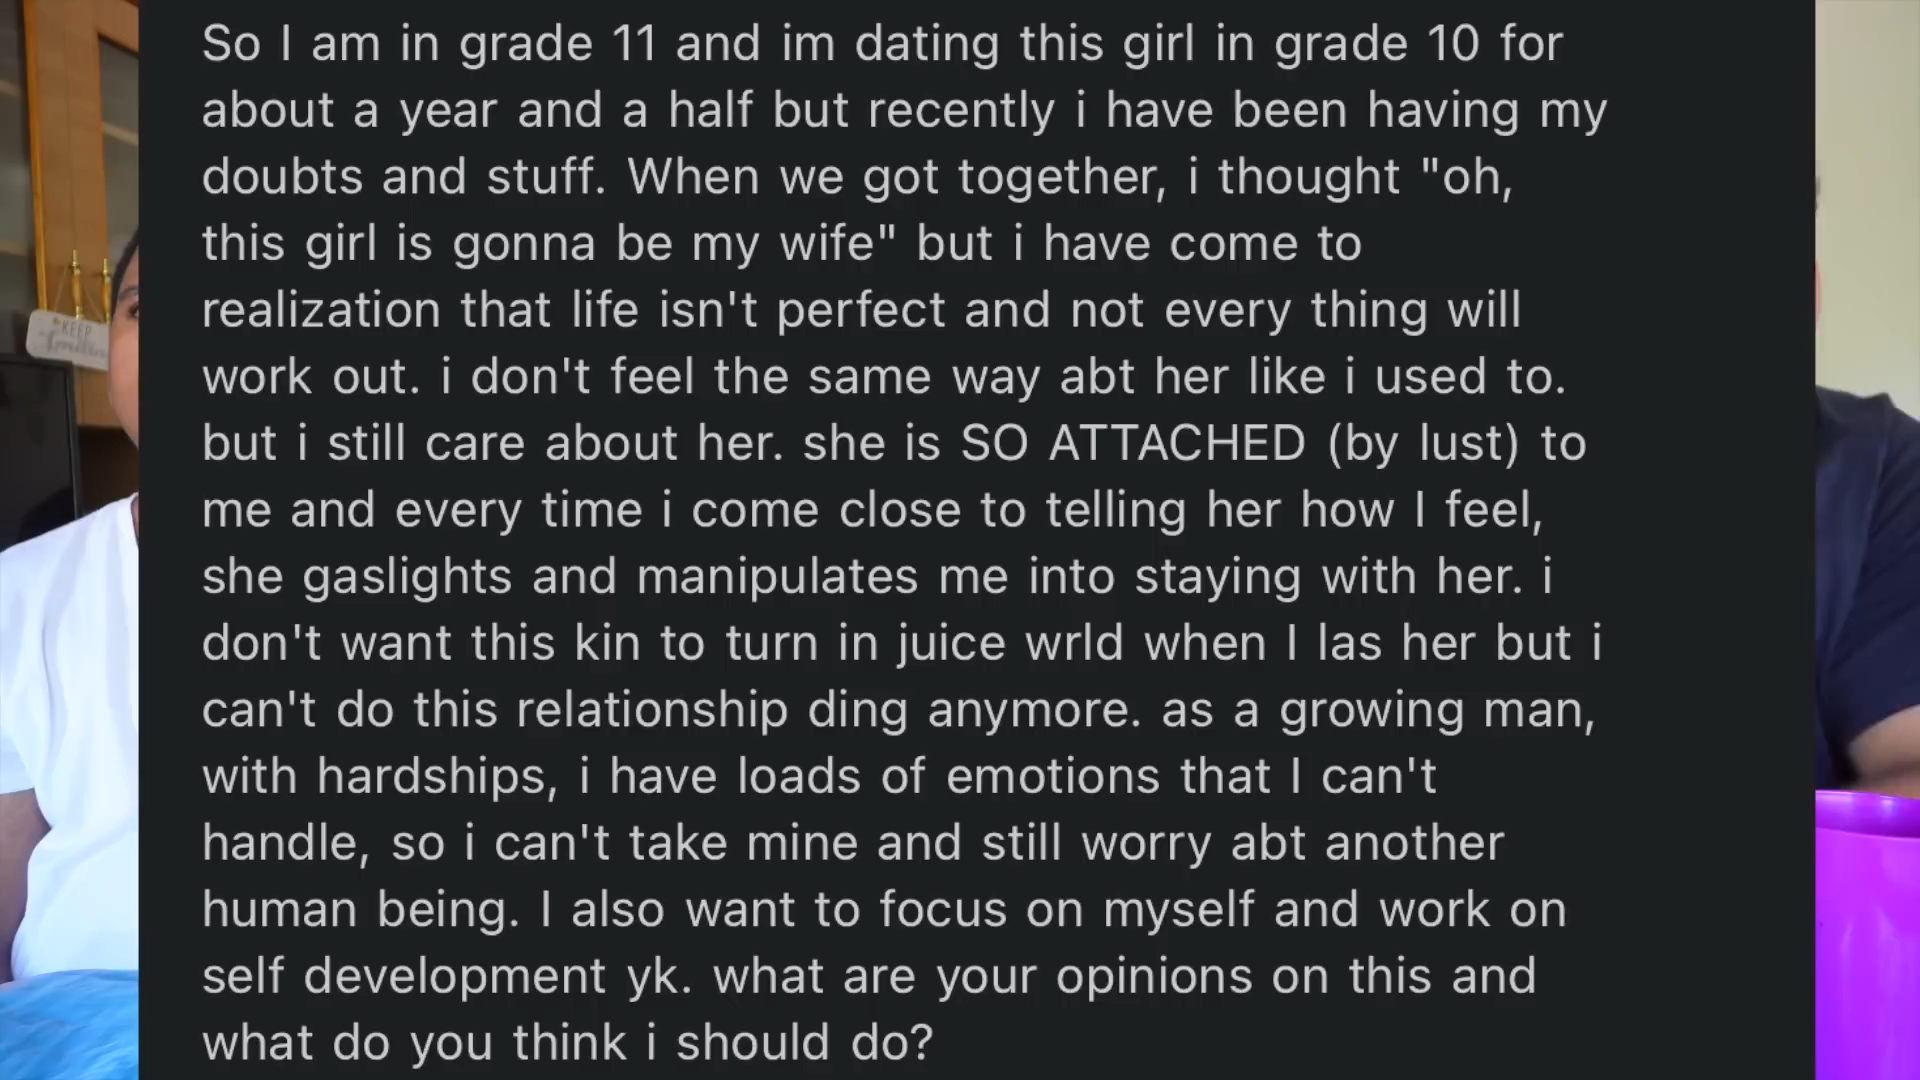 So I am in grade 11 and im dating this girl in grade 10 for
about a year and a half but recently i have been having my
doubts and stuff. When we got together, i thought "oh,
this girl is gonna be my wife" but i have come to
realization that life isn't perfect and not every thing will
work out. i don't feel the same way abt her like i used to.
but i still care about her. she is SO ATTACHED (by lust) to
me and every time i come close to telling her how I feel,
she gaslights and manipulates me into staying with her. i
don't want this kin to turn in juice wrld when I las her but i
can't do this relationship ding anymore. as a growing man,
with hardships, i have loads of emotions that I can't
handle, so i can't take mine and still worry abt another
human being. I also want to focus on myself and work on
self development yk. what are your opinions on this and
what do you think i should do?
KEEP